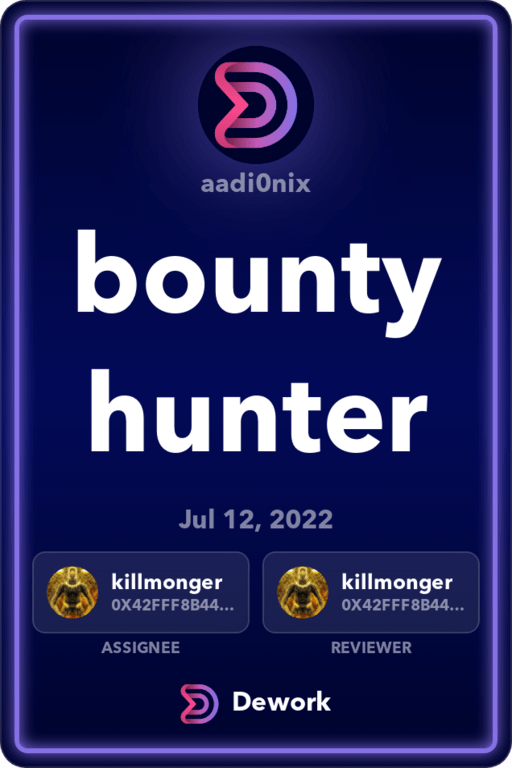 aadi0nix
bounty
hunter
Jul 12, 2022
killmonger
0X42FFF8B44...
ASSIGNEE
killmonger
0X42FFF8B44...
REVIEWER
Dework